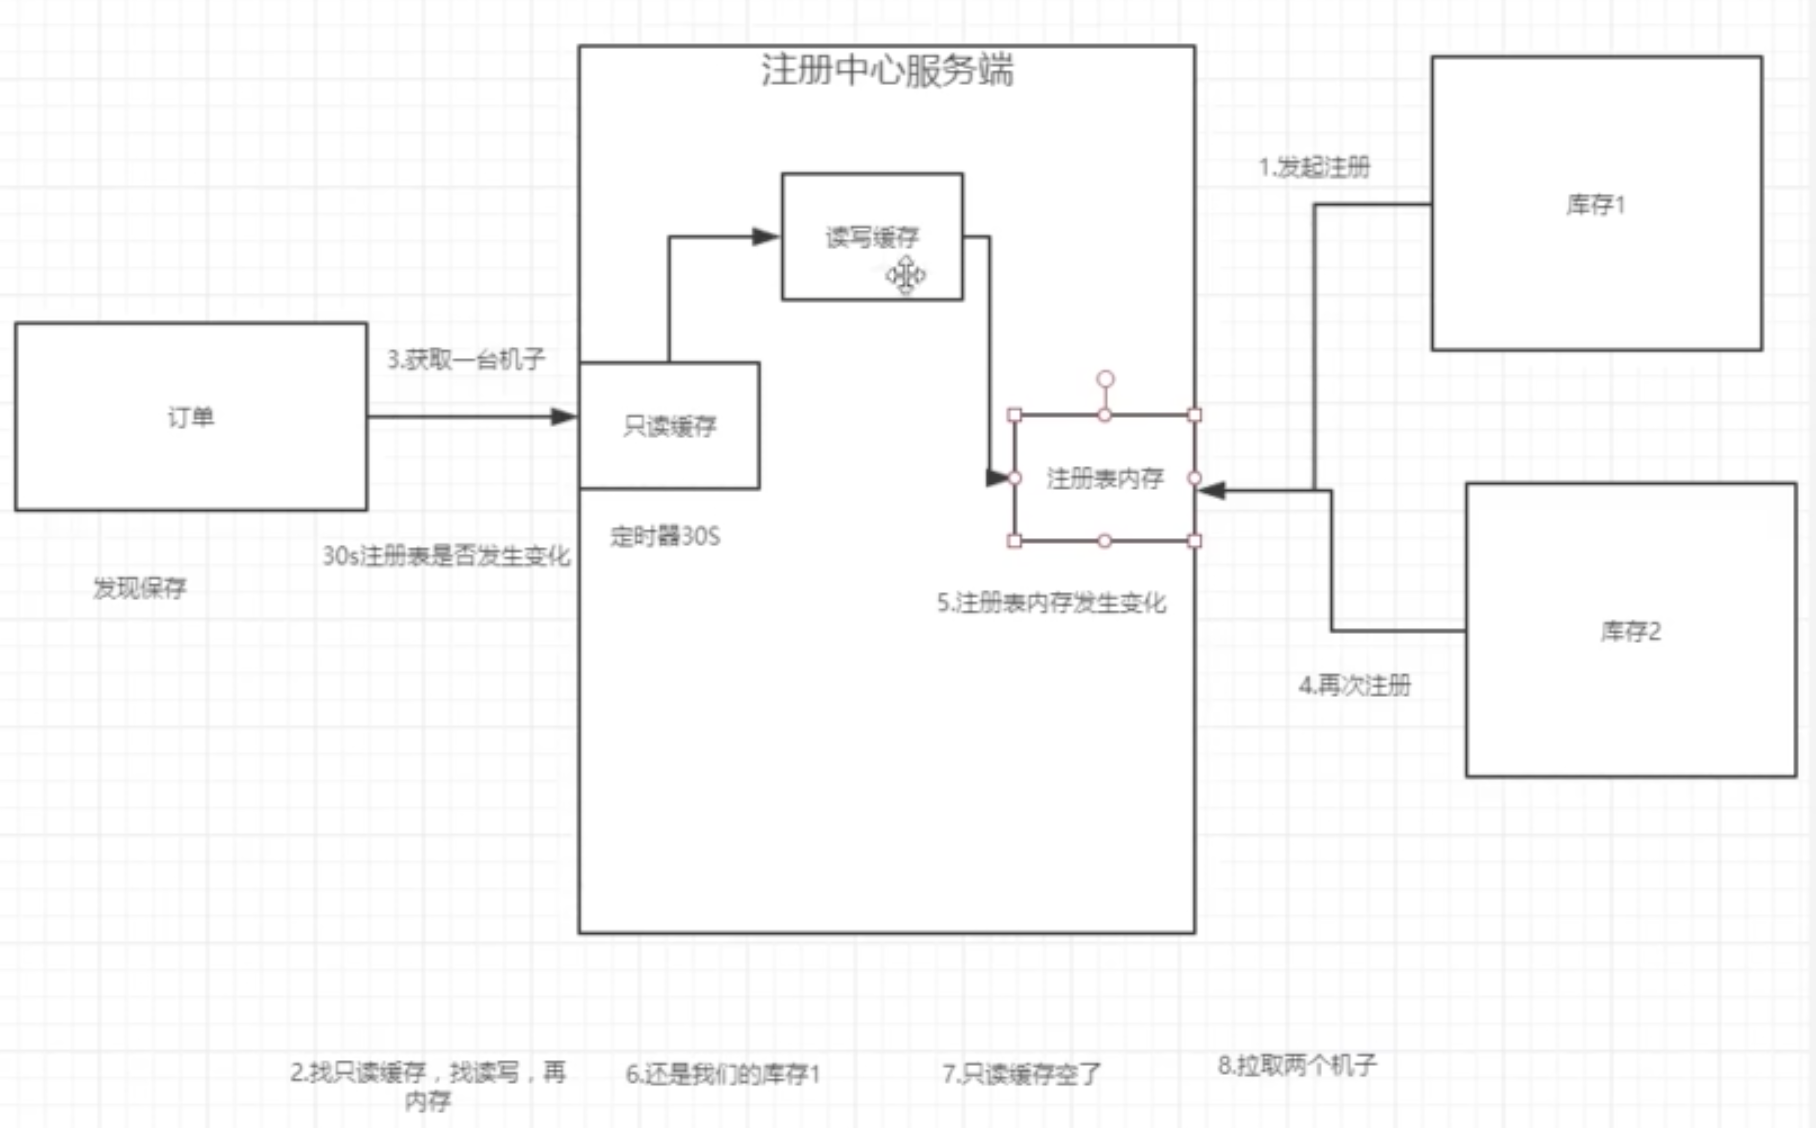 注册中心服务端
1.发起注册
库存1
读写缓存
3.获取一台机子
订单
只读缓存
注册表内存
定时器30S
30s注册表是否发生变化
发现保存
5.注册表内存发生变化
库存2
4.再次注册
2.找只读缓存，找读写，再
内存
6.还是我们的库存1
7.只读缓存空了
8.拉取两个机子